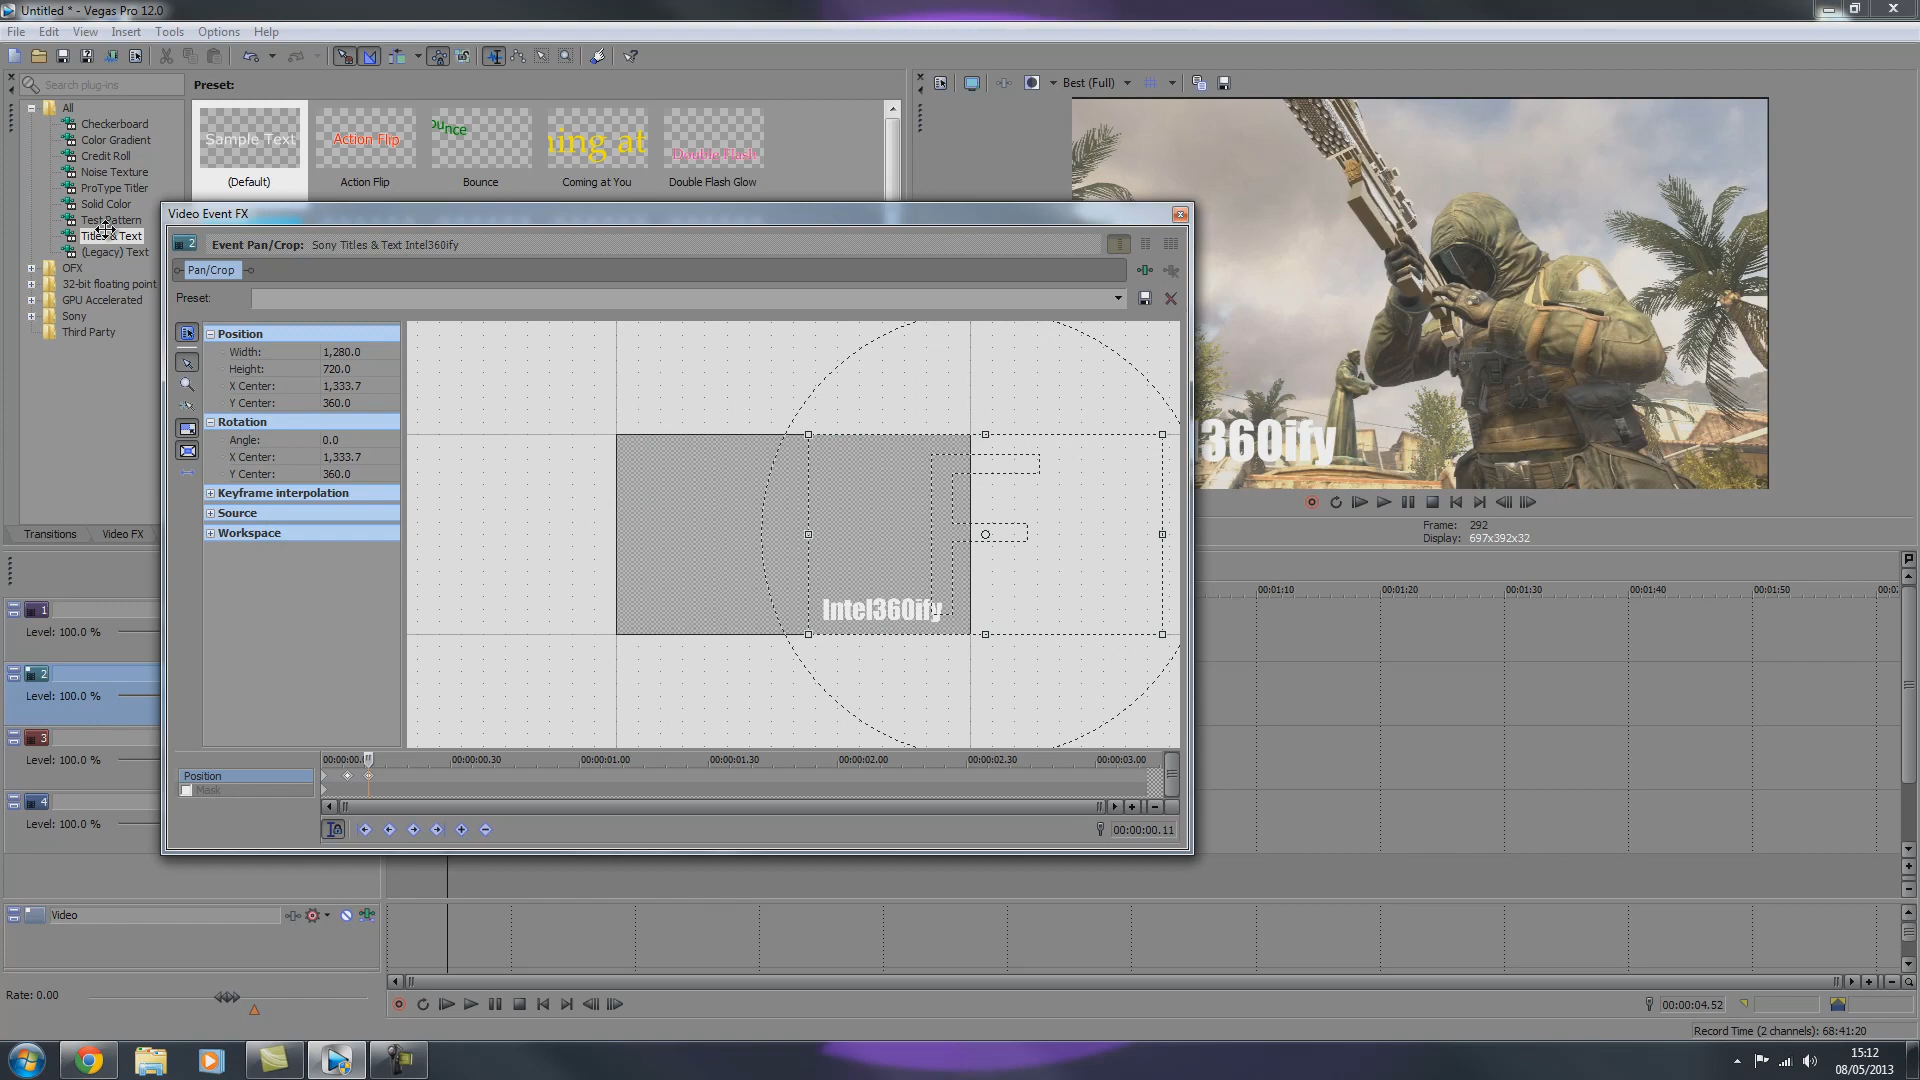 Untitled * - Vegas Pro 12.0
File Edit View Insert Tools Options Help
Search plug-ins
Preset:
Best (Full)
All
Checkerboard
Color Gradient
Credit Roll
Noise Texture
ProType Titler
Solid Color
Test Pattern
Titles & Text
(Legacy) Text
OFX
32-bit floating point
GPU Accelerated
Sony
Third Party
Sample Text
Action Flip
ounce
ning at
Double Flash
(Default)
Action Flip
Bounce
Coming at You
Double Flash Glow
Video Event FX
2
Event Pan/Crop: Sony Titles & Text Intel360ify
Pan/Crop
Preset:
Position
Width: 1,280.0
Height: 720.0
X Center: 1,333.7
Y Center: 360.0
Rotation
Angle: 0.0
X Center: 1,333.7
Y Center: 360.0
Keyframe interpolation
Source
Workspace
Intel360ify
360ify
00:00:00.30
00:00:01.00
00:00:01.30
00:00:02.00
00:00:02.30
00:00:03.00
Position
Mask
00:00:00.11
Transitions
Video FX
Frame: 292
Display: 697x392x32
00:01:10
00:01:20
00:01:30
00:01:40
00:01:50
1
Level: 100.0 %
2
Level: 100.0 %
3
Level: 100.0 %
4
Level: 100.0 %
Video
Rate: 0.00
00:00:04.52
Record Time (2 channels): 68:41:20
15:12
08/05/2013